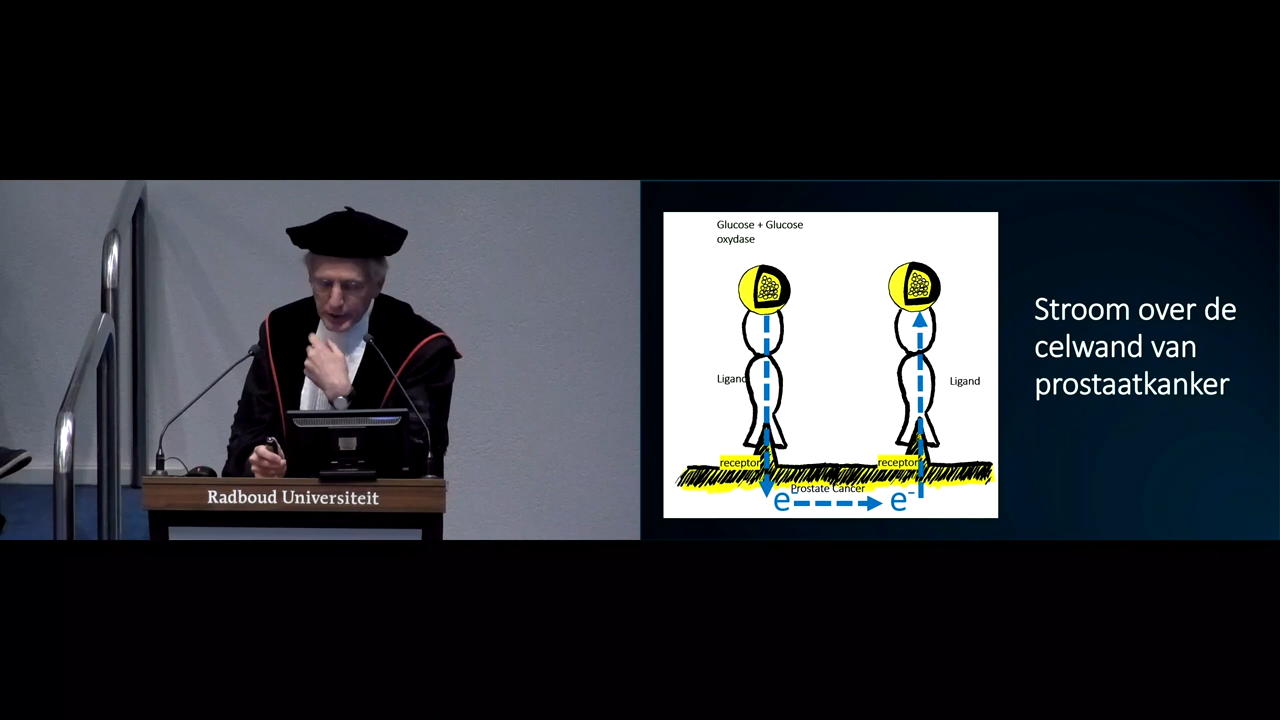 Radboud Universiteit
Glucose + Glucose
oxydase
Ligand
Ligand
receptor
receptor
Prostate Cancer
e
e-
Stroom over de
celwand van
prostaatkanker